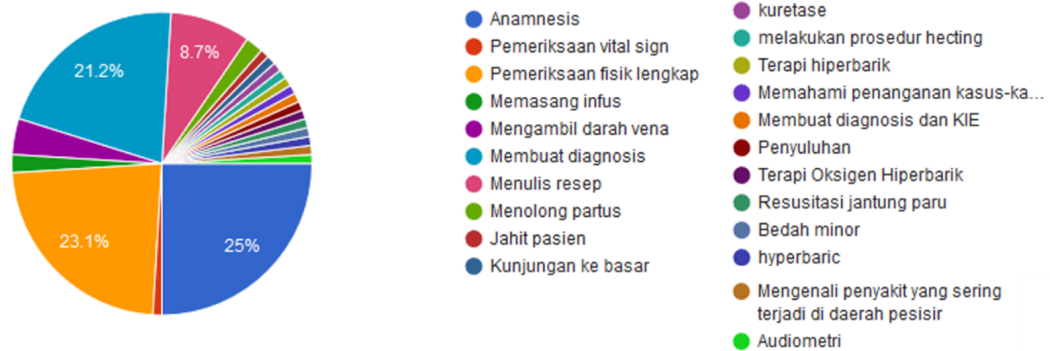 8.7%
21.2%
23.1%
25%
Anamnesis
Pemeriksaan vital sign
Pemeriksaan fisik lengkap
Memasang infus
Mengambil darah vena
Membuat diagnosis
Menulis resep
Menolong partus
Jahit pasien
Kunjungan ke basar
kuretase
melakukan prosedur hecting
Terapi hiperbarik
Memahami penanganan kasus-ka...
Membuat diagnosis dan KIE
Penyuluhan
Terapi Oksigen Hiperbarik
Resusitasi jantung paru
Bedah minor
hyperbaric
Mengenali penyakit yang sering
terjadi di daerah pesisir
Audiometri